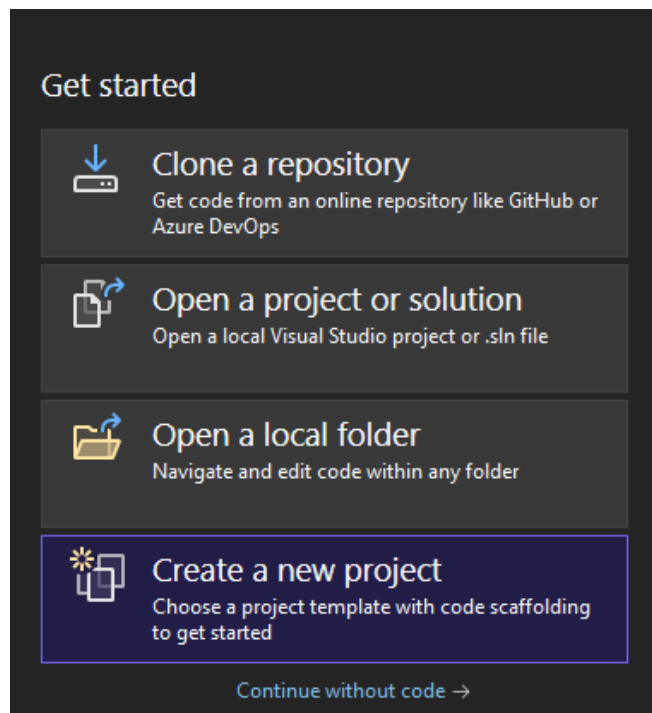 Get started
Clone a repository
Get code from an online repository like GitHub or
Azure DevOps
Open a project or solution
Open a local Visual Studio project or .sln file
Open a local folder
Navigate and edit code within any folder
Create a new project
Choose a project template with code scaffolding
to get started
Continue without code →